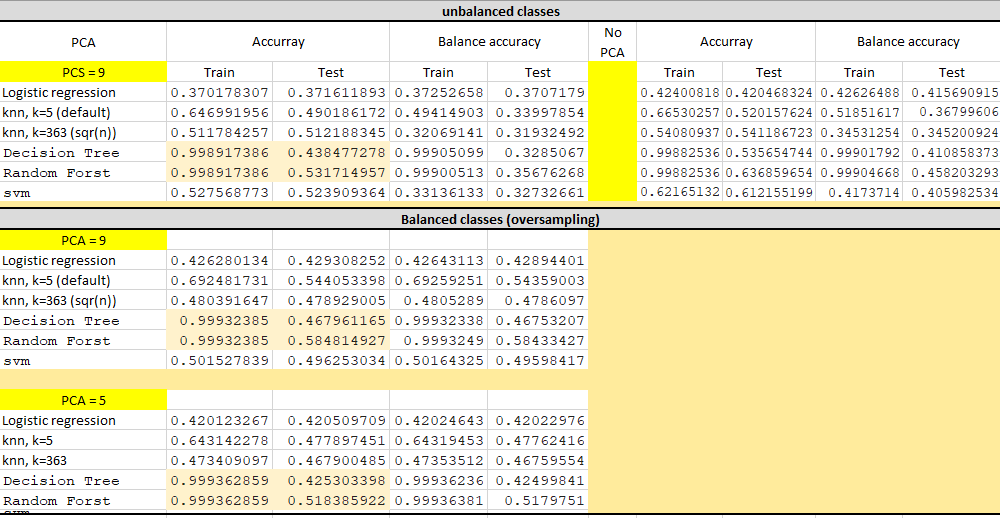 unbalanced classes
PCA Accurray Balance accuracy No PCA Accurray Balance accuracy
PCS = 9 Train Test Train Test Train Test Train Test
Logistic regression 0.370178307 0.371611893 0.37252658 0.3707179 0.42400818 0.420468324 0.42626488 0.415690915
knn, k=5 (default) 0.646991956 0.490186172 0.49414903 0.33997854 0.66530257 0.520157624 0.51851617 0.36799606
knn, k=363 (sqr(n)) 0.511784257 0.512188345 0.32069141 0.31932492 0.54080937 0.541186723 0.34531254 0.345200924
Decision Tree 0.998917386 0.438477278 0.99905099 0.3285067 0.99882536 0.535654744 0.99901792 0.410858373
Random Forst 0.998917386 0.531714957 0.99900513 0.35676268 0.99882536 0.636859654 0.99904668 0.458203293
svm 0.527568773 0.523909364 0.33136133 0.32732661 0.62165132 0.612155199 0.4173714 0.405982534
Balanced classes (oversampling)
PCA = 9
Logistic regression 0.426280134 0.429308252 0.42643113 0.42894401
knn, k=5 (default) 0.692481731 0.544053398 0.69259251 0.54359003
knn, k=363 (sqr(n)) 0.480391647 0.478929005 0.4805289 0.4786097
Decision Tree 0.99932385 0.467961165 0.99932338 0.46753207
Random Forst 0.99932385 0.584814927 0.9993249 0.58433427
svm 0.501527839 0.496253034 0.50164325 0.49598417
PCA = 5
Logistic regression 0.420123267 0.420509709 0.42024643 0.42022976
knn, k=5 0.643142278 0.477897451 0.64319453 0.47762416
knn, k=363 0.473409097 0.467900485 0.47353512 0.46759554
Decision Tree 0.999362859 0.425303398 0.99936236 0.42499841
Random Forst 0.999362859 0.518385922 0.99936381 0.5179751